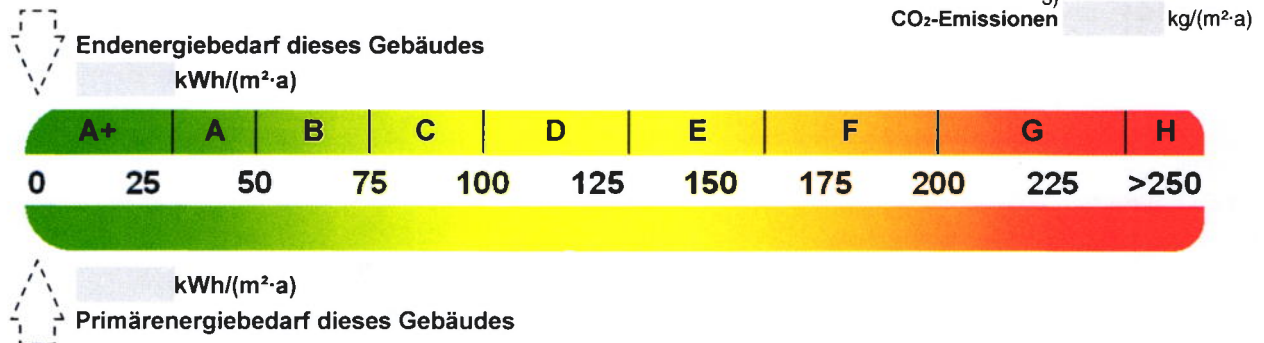 CO₂-Emissionen kg/(m²·a)
Endenergiebedarf dieses Gebäudes
kWh/(m²·a)
A+ A B C D E F G H
0 25 50 75 100 125 150 175 200 225 >250
kWh/(m²·a)
Primärenergiebedarf dieses Gebäudes